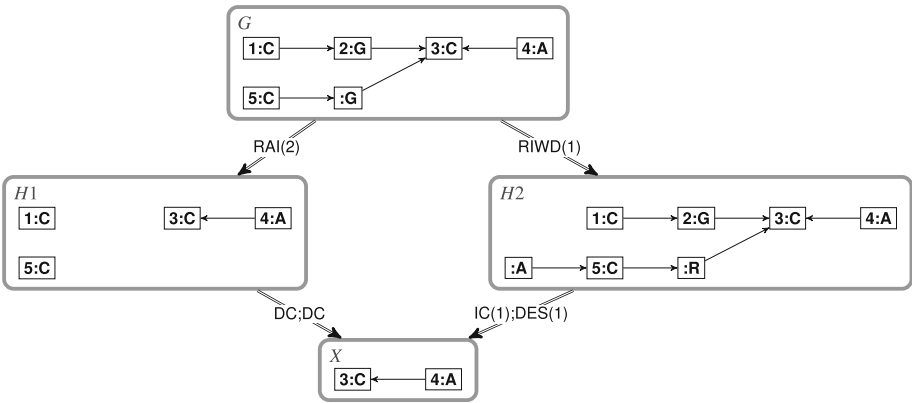 G
1:C 2:G 3:C 4:A
5:C :G
RAI(2) RIWD(1)
H1
1:C 3:C 4:A
5:C
H2
1:C 2:G 3:C 4:A
:A 5:C :R
DC;DC IC(1);DES(1)
X
3:C 4:A